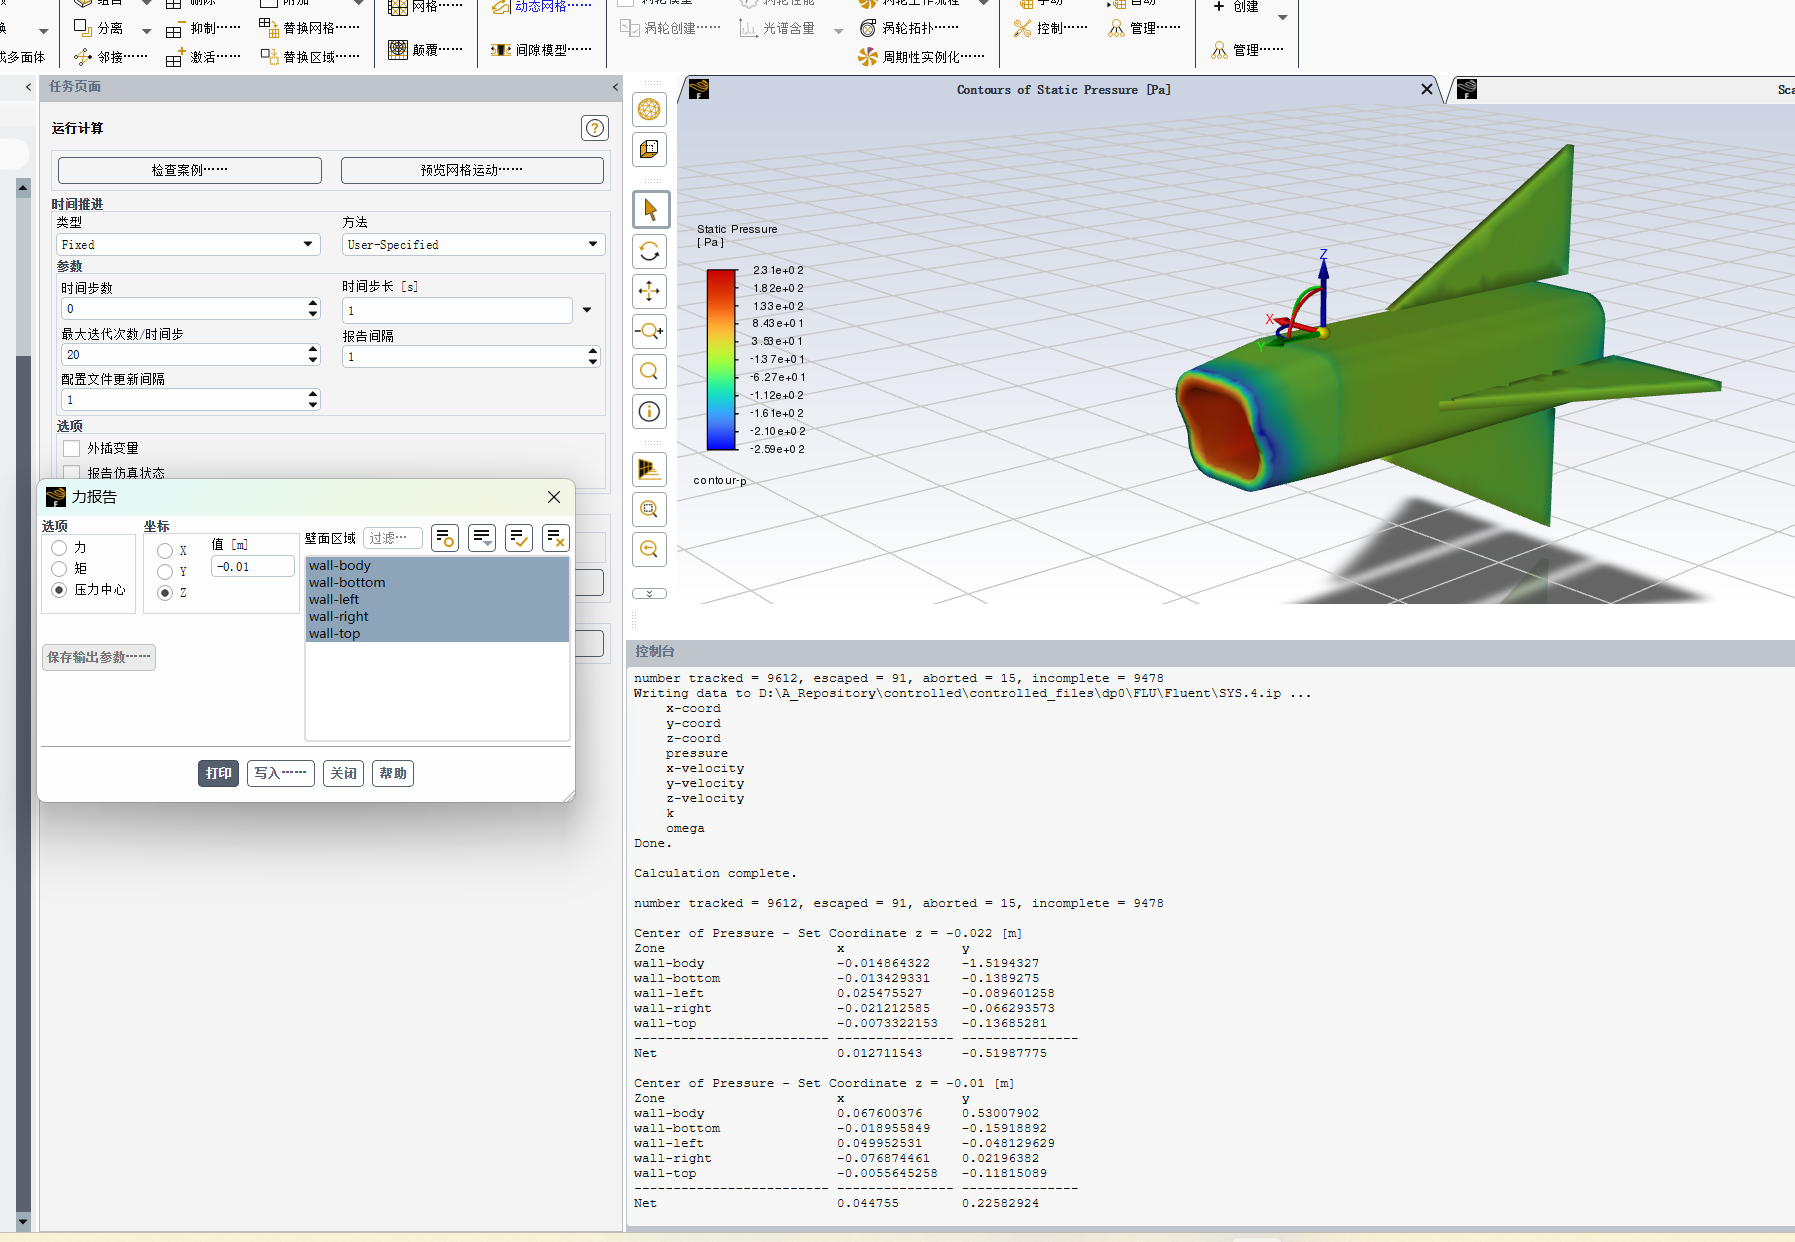 组合
删除
附加
网格……
动态网格……
涡轮模型
涡轮性能
涡轮工作流程
手动
自动
创建
换
分离
抑制……
替换网格……
涡轮创建……
光谱含量
涡轮拓扑……
控制……
管理……
成多面体
邻接……
激活……
替换区域……
颠覆……
间隙模型……
周期性实例化……
管理……
任务页面
运行计算
检查案例……
预览网格运动……
时间推进
类型
方法
Fixed
User-Specified
参数
时间步数
时间步长 [s]
0
1
最大迭代次数/时间步
报告间隔
20
1
配置文件更新间隔
1
选项
外插变量
报告仿真状态
力报告
选项
坐标
力
矩
压力中心
X
Y
Z
值 [m]
-0.01
壁面区域
过滤…
wall-body
wall-bottom
wall-left
wall-right
wall-top
保存输出参数……
打印
写入……
关闭
帮助
Contours of Static Pressure [Pa]
Sca
Static Pressure
[Pa]
2.31e+02
1.82e+02
1.33e+02
8.43e+01
3.53e+01
-1.37e+01
-6.27e+01
-1.12e+02
-1.61e+02
-2.10e+02
-2.59e+02
contour-p
Z
X
Y
控制台
number tracked = 9612, escaped = 91, aborted = 15, incomplete = 9478
Writing data to D:\A_Repository\controlled\controlled_files\dp0\FLU\Fluent\SYS.4.ip ...
x-coord
y-coord
z-coord
pressure
x-velocity
y-velocity
z-velocity
k
omega
Done.
Calculation complete.
number tracked = 9612, escaped = 91, aborted = 15, incomplete = 9478
Center of Pressure - Set Coordinate z = -0.022 [m]
Zone x y
wall-body -0.014864322 -1.5194327
wall-bottom -0.013429331 -0.1389275
wall-left 0.025475527 -0.089601258
wall-right -0.021212585 -0.066293573
wall-top -0.0073322153 -0.13685281
------------------------- --------------- ---------------
Net 0.012711543 -0.51987775
Center of Pressure - Set Coordinate z = -0.01 [m]
Zone x y
wall-body 0.067600376 0.53007902
wall-bottom -0.018955849 -0.15918892
wall-left 0.049952531 -0.048129629
wall-right -0.076874461 0.02196382
wall-top -0.0055645258 -0.11815089
------------------------- --------------- ---------------
Net 0.044755 0.22582924